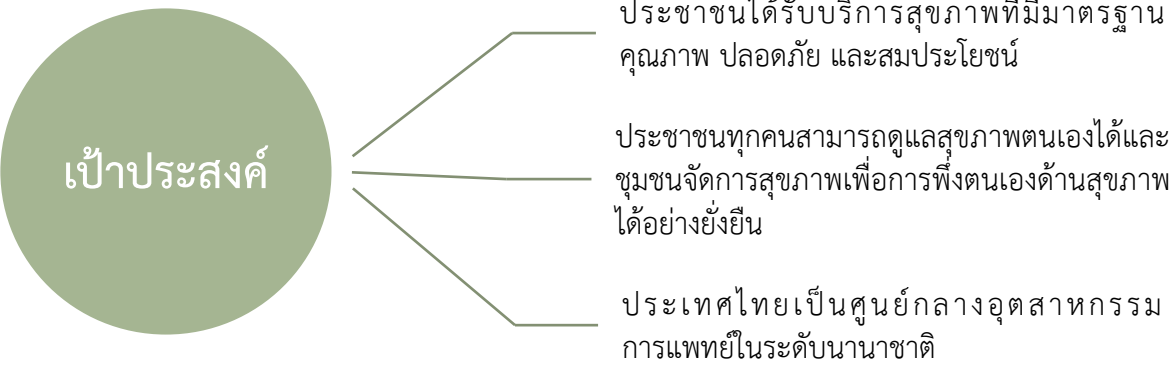 เป้าประสงค์
ประชาชนได้รับบริการสุขภาพที่มีมาตรฐาน
คุณภาพ ปลอดภัย และสมประโยชน์
ประชาชนทุกคนสามารถดูแลสุขภาพตนเองได้และ
ชุมชนจัดการสุขภาพเพื่อการพึ่งตนเองด้านสุขภาพ
ได้อย่างยั่งยืน
ประเทศไทยเป็นศูนย์กลางอุตสาหกรรม
การแพทย์ในระดับนานาชาติ